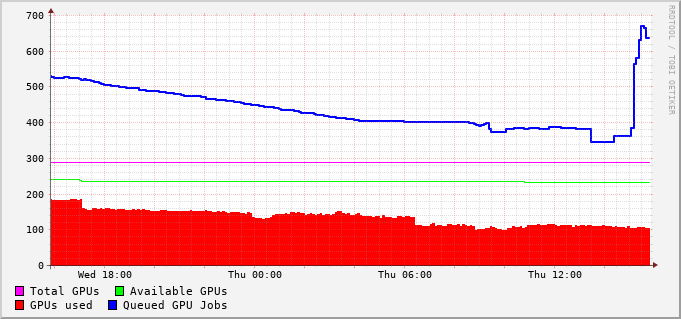 700
600
500
400
300
200
100
0
Wed 18:00 Thu 00:00 Thu 06:00 Thu 12:00
Total GPUs Available GPUs
GPUs used Queued GPU Jobs
RRDTOOL / TOBI OETIKER